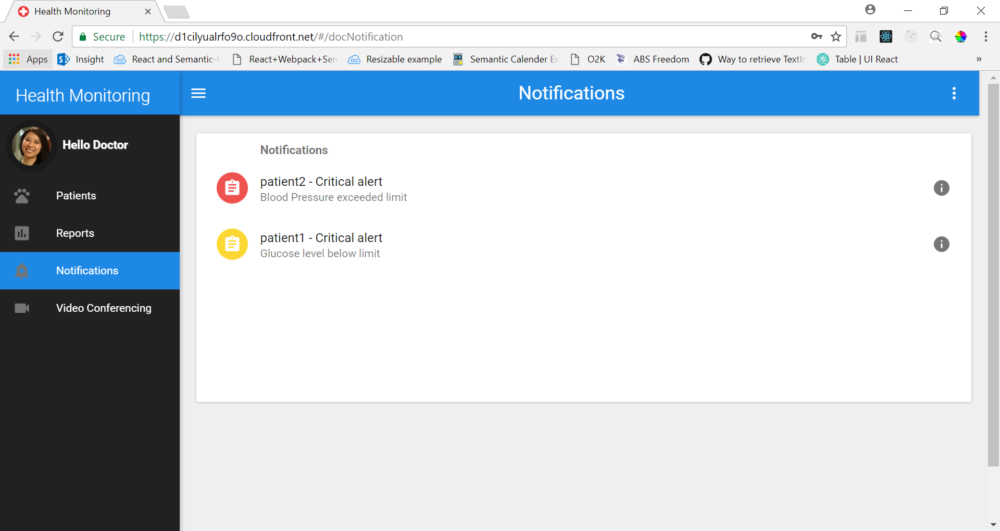 Health Monitoring
Secure https://d1cilyualrfo9o.cloudfront.net/#/docNotification
Apps Insight React and Semantic- React+Webpack+Sem Resizable example Semantic Calender Ex O2K ABS Freedom Way to retrieve TextIn Table | UI React »
Health Monitoring
Notifications
Hello Doctor
Patients
Reports
Notifications
Video Conferencing
Notifications
patient2 - Critical alert
Blood Pressure exceeded limit
patient1 - Critical alert
Glucose level below limit